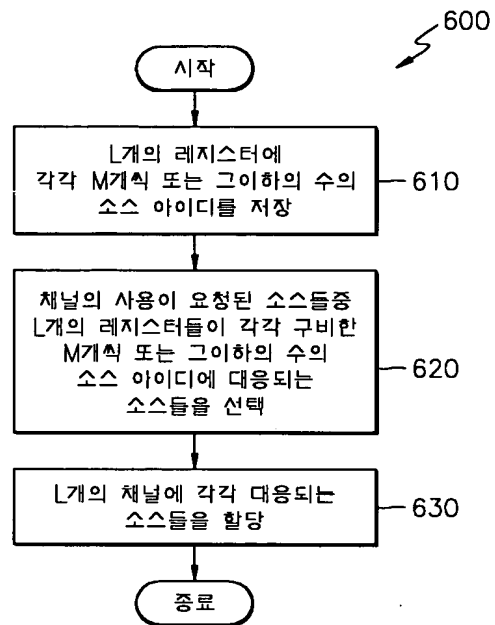 600
시작
L개의 레지스터에
각각 M개씩 또는 그이하의 수의
소스 아이디를 저장
610
채널의 사용이 요청된 소스들중
L개의 레지스터들이 각각 구비한
M개씩 또는 그이하의 수의
소스 아이디에 대응되는
소스들을 선택
620
L개의 채널에 각각 대응되는
소스들을 할당
630
종료